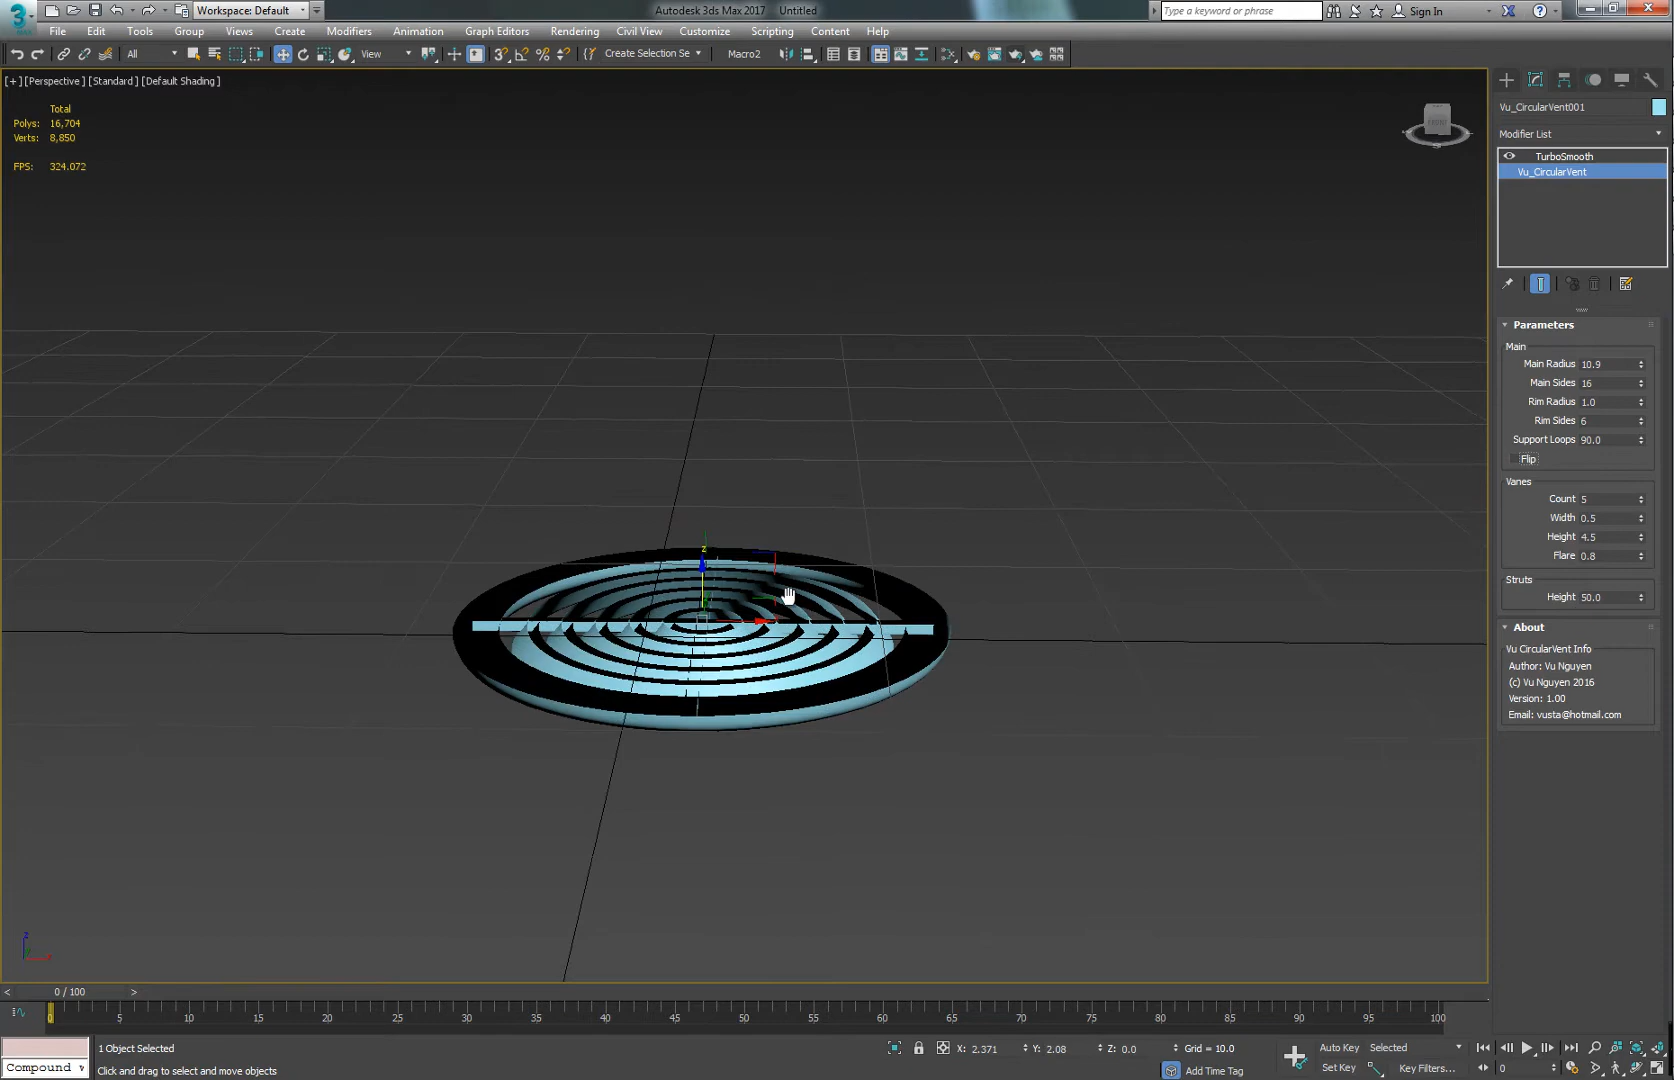 3
MAX
Workspace: Default
Autodesk 3ds Max 2017 Untitled
Type a keyword or phrase
Sign In
File Edit Tools Group Views Create Modifiers Animation Graph Editors Rendering Civil View Customize Scripting Content Help
All
View
Create Selection Se
Macro2
[+] [Perspective] [Standard] [Default Shading]
Total
Polys: 16,704
Verts: 8,850
FPS: 324.072
FRONT
Vu_CircularVent001
Modifier List
TurboSmooth
Vu_CircularVent
Parameters
Main
Main Radius 10.9
Main Sides 16
Rim Radius 1.0
Rim Sides 6
Support Loops 90.0
Flip
Vanes
Count 5
Width 0.5
Height 4.5
Flare 0.8
Struts
Height 50.0
About
Vu CircularVent Info
Author: Vu Nguyen
(c) Vu Nguyen 2016
Version: 1.00
Email: vusta@hotmail.com
z
z
x
< 0 / 100 >
0 5 10 15 20 25 30 35 40 45 50 55 60 65 70 75 80 85 90 95 100
1 Object Selected
X: 2.371 Y: 2.08 Z: 0.0 Grid = 10.0
Auto Key Selected
Compound
Click and drag to select and move objects
Add Time Tag
Set Key Key Filters... 0